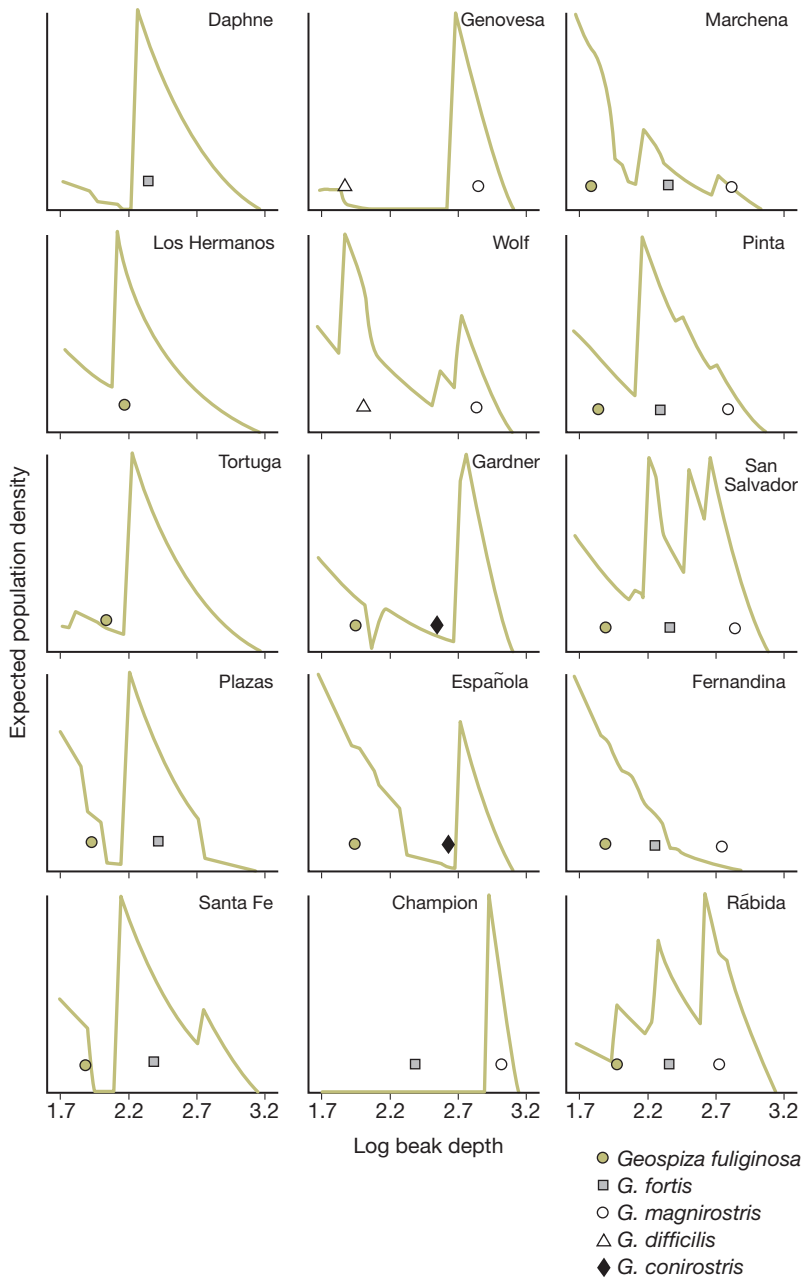 Daphne
Genovesa
Marchena
Los Hermanos
Wolf
Pinta
Tortuga
Gardner
San
Salvador
Expected population density
Plazas
Española
Fernandina
Santa Fe
Champion
Rábida
1.7 2.2 2.7 3.2 1.7 2.2 2.7 3.2 1.7 2.2 2.7 3.2
Log beak depth
Geospiza fuliginosa
G. fortis
G. magnirostris
G. difficilis
G. conirostris